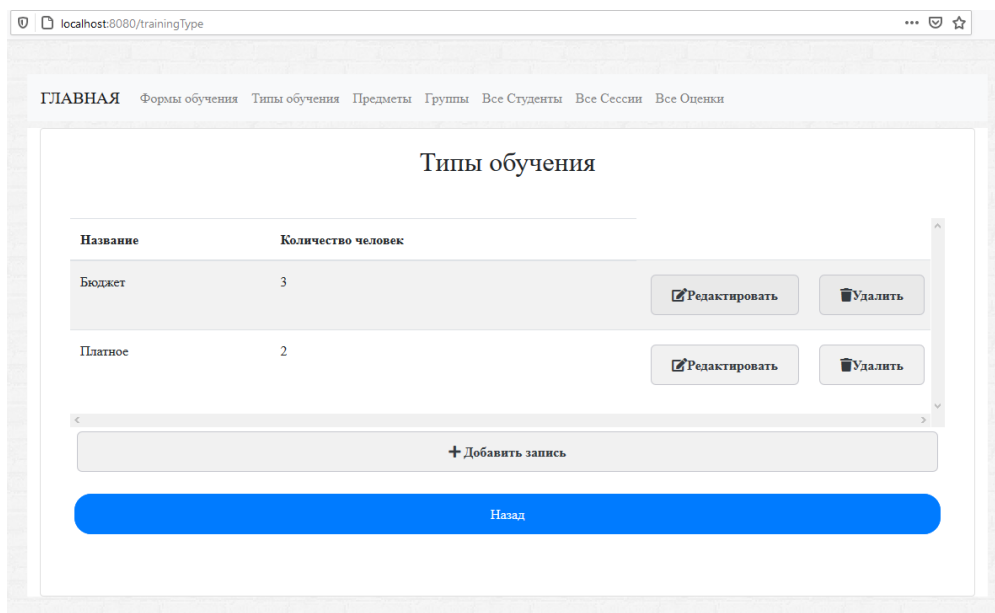 localhost:8080/trainingType
ГЛАВНАЯ Формы обучения Типы обучения Предметы Группы Все Студенты Все Сессии Все Оценки
Типы обучения
Название Количество человек
Бюджет 3 Редактировать Удалить
Платное 2 Редактировать Удалить
Добавить запись
Назад